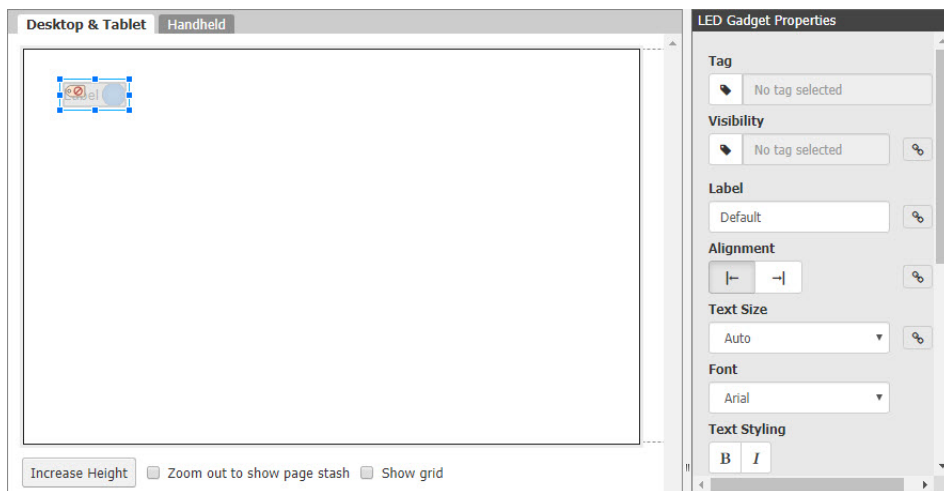 Desktop & Tablet Handheld
Label
Increase Height Zoom out to show page stash Show grid
LED Gadget Properties
Tag
No tag selected
Visibility
No tag selected
Label
Default
Alignment
Text Size
Auto
Font
Arial
Text Styling
B I